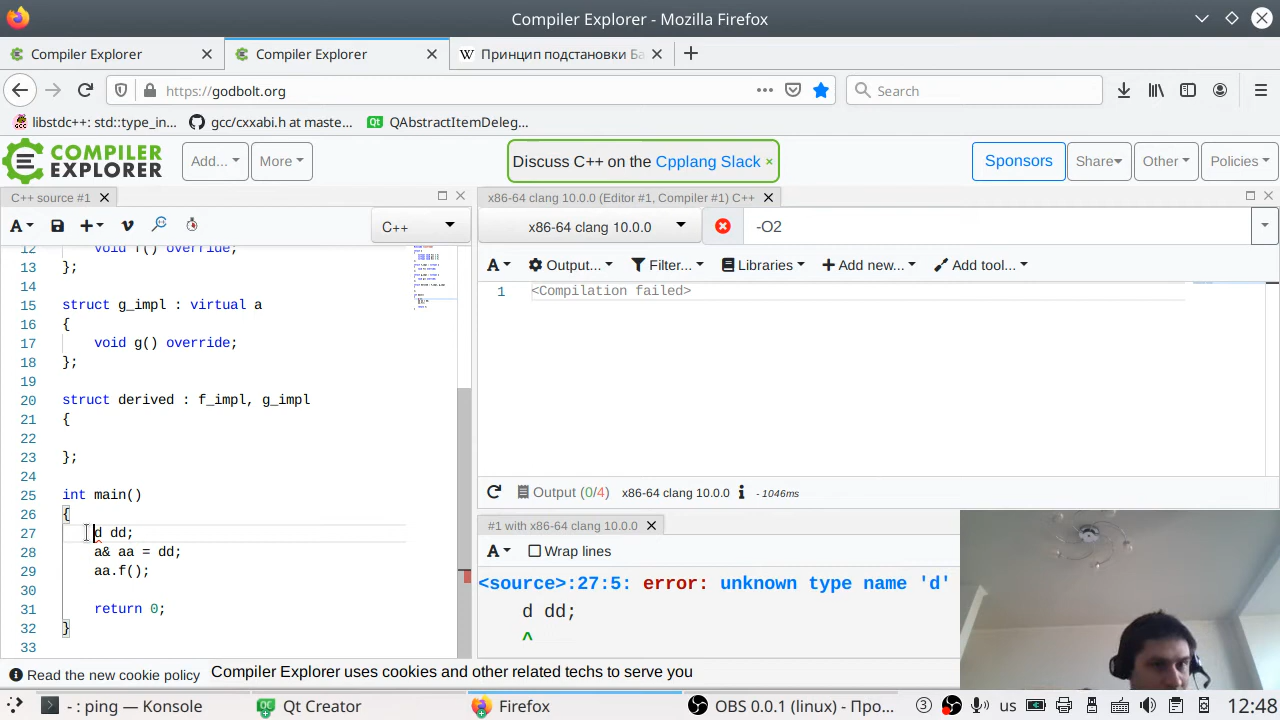 Compiler Explorer - Mozilla Firefox
Compiler Explorer
Compiler Explorer
W Принцип подстановки Ба
https://godbolt.org
Search
libstdc++: std::type_in...
gcc/cxxabi.h at maste...
Qt QAbstractItemDeleg...
COMPILER EXPLORER
Add...
More
Discuss C++ on the Cpplang Slack ×
Sponsors
Share
Other
Policies
C++ source #1
A
C++
12 void f() override;
13 };
14
15 struct g_impl : virtual a
16 {
17 void g() override;
18 };
19
20 struct derived : f_impl, g_impl
21 {
22
23 };
24
25 int main()
26 {
27 d dd;
28 a& aa = dd;
29 aa.f();
30
31 return 0;
32 }
33
x86-64 clang 10.0.0 (Editor #1, Compiler #1) C++
x86-64 clang 10.0.0
-O2
A
Output...
Filter...
Libraries
Add new...
Add tool...
1 <Compilation failed>
Output (0/4) x86-64 clang 10.0.0 i - 1046ms
#1 with x86-64 clang 10.0.0
A Wrap lines
<source>:27:5: error: unknown type name 'd'
d dd;
^
Read the new cookie policy
Compiler Explorer uses cookies and other related techs to serve you
- : ping — Konsole
Qt Creator
Firefox
OBS 0.0.1 (linux) - Про...
3
us
12:48